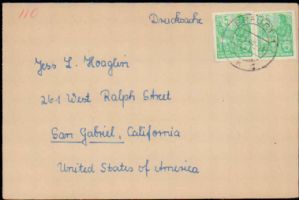 110
Drucksache
Jess L. Hoaglin
261 West Ralph Street
San Gabriel, California
United States of America